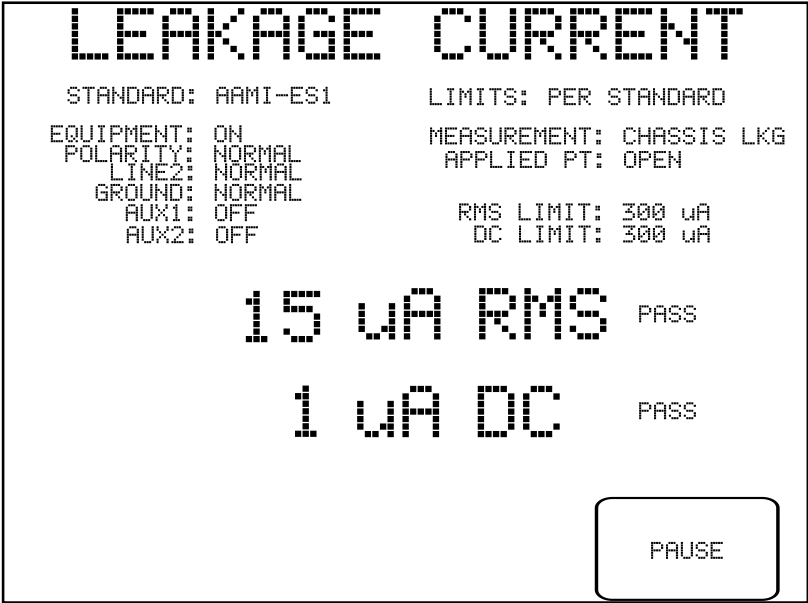 LEAKAGE CURRENT
STANDARD: AAMI-ES1
LIMITS: PER STANDARD
EQUIPMENT: ON
POLARITY: NORMAL
LINE2: NORMAL
GROUND: NORMAL
AUX1: OFF
AUX2: OFF
MEASUREMENT: CHASSIS LKG
APPLIED PT: OPEN
RMS LIMIT: 300 uA
DC LIMIT: 300 uA
15 uA RMS PASS
1 uA DC PASS
PAUSE